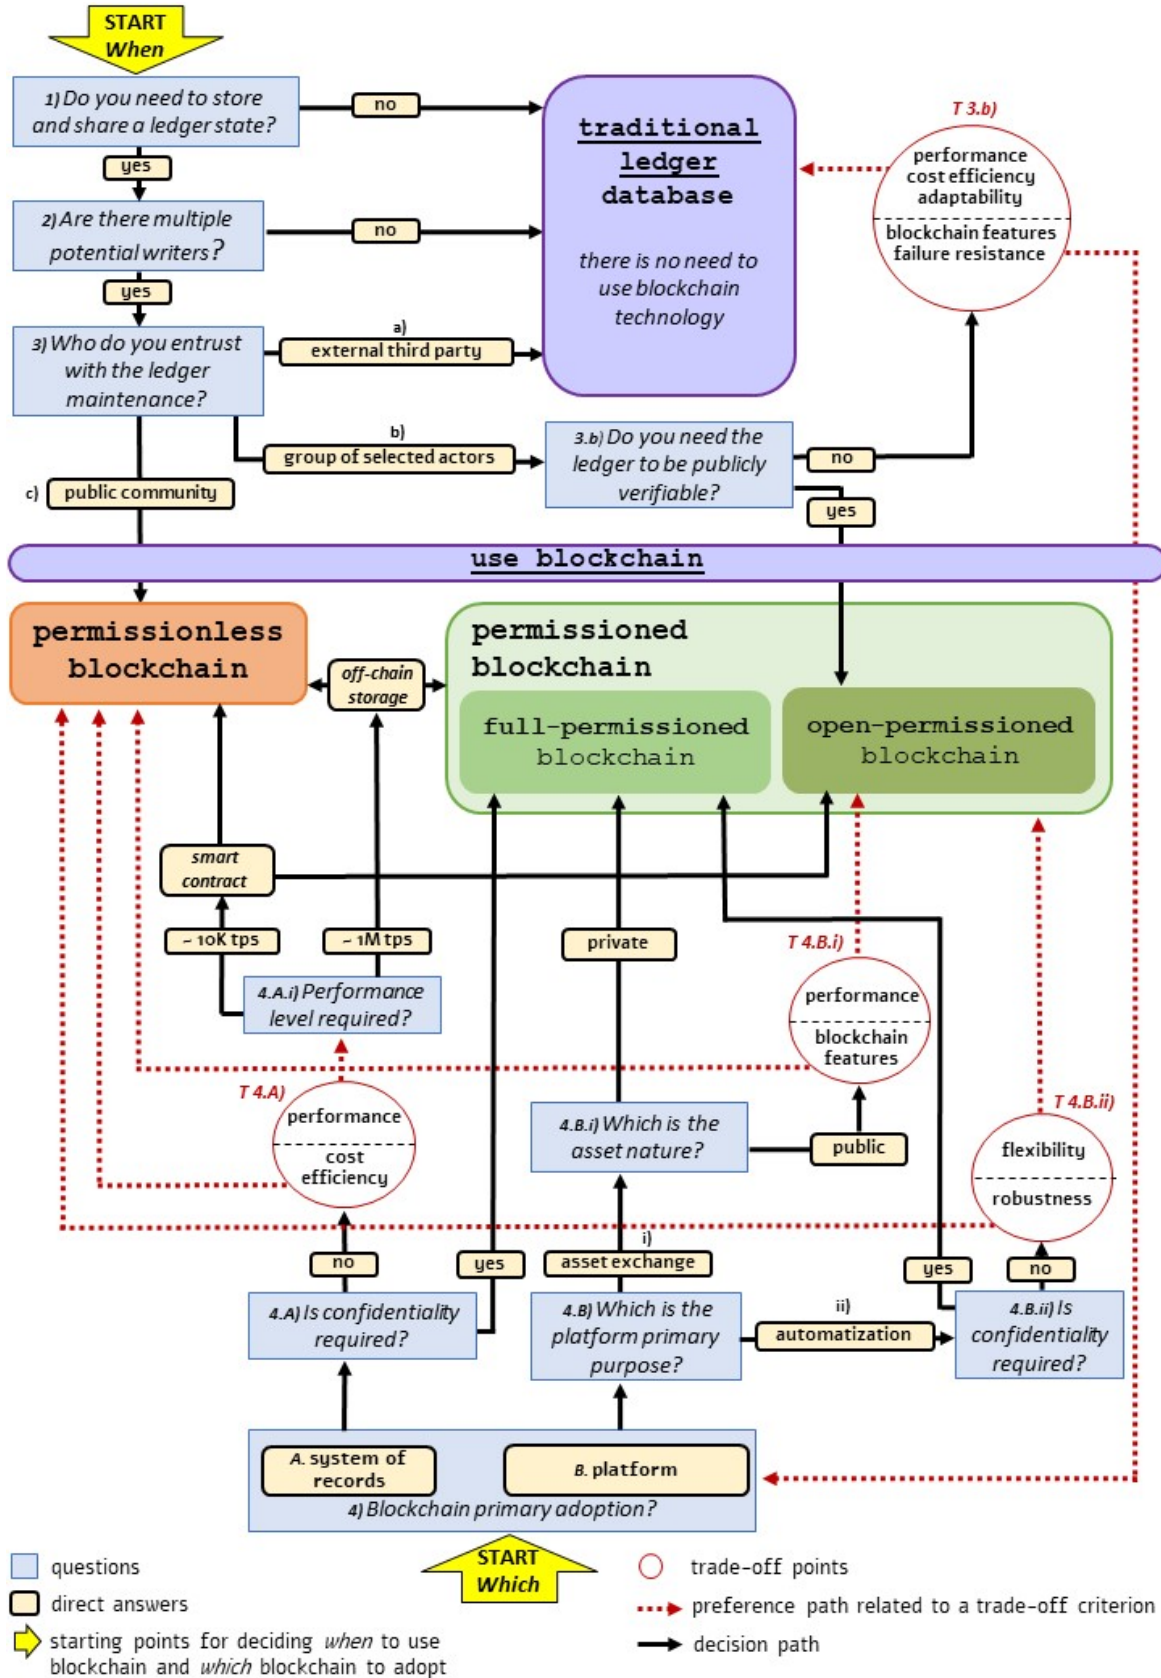 START
When
1) Do you need to store
and share a ledger state?
no
yes
2) Are there multiple
potential writers?
no
yes
3) Who do you entrust
with the ledger
maintenance?
a)
external third party
b)
group of selected actors
c)
public community
traditional
ledger
database
there is no need to
use blockchain
technology
T 3.b)
performance
cost efficiency
adaptability
blockchain features
failure resistance
3.b) Do you need the
ledger to be publicly
verifiable?
no
yes
use blockchain
permissionless
blockchain
off-chain
storage
permissioned
blockchain
full-permissioned
blockchain
open-permissioned
blockchain
smart
contract
~ 10K tps
~ 1M tps
private
4.A.i) Performance
level required?
T 4.B.i)
performance
blockchain
features
T 4.A)
performance
cost
efficiency
4.B.i) Which is the
asset nature?
public
T 4.B.ii)
flexibility
robustness
no
yes
i)
asset exchange
yes
no
4.A) Is confidentiality
required?
4.B) Which is the
platform primary
purpose?
ii)
automatization
4.B.ii) Is
confidentiality
required?
A. system of
records
B. platform
4) Blockchain primary adoption?
START
Which
questions
direct answers
starting points for deciding when to use
blockchain and which blockchain to adopt
trade-off points
preference path related to a trade-off criterion
decision path